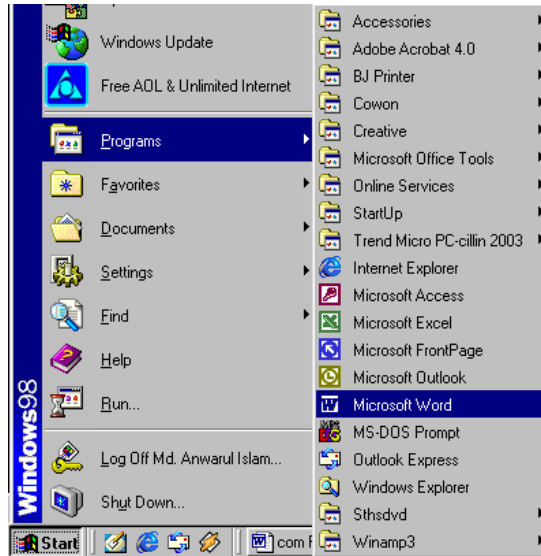 Windows Update
Free AOL & Unlimited Internet
Programs
Favorites
Documents
Settings
Find
Help
Run...
Log Off Md. Anwarul Islam...
Shut Down...
Windows98
Accessories
Adobe Acrobat 4.0
BJ Printer
Cowon
Creative
Microsoft Office Tools
Online Services
StartUp
Trend Micro PC-cillin 2003
Internet Explorer
Microsoft Access
Microsoft Excel
Microsoft FrontPage
Microsoft Outlook
Microsoft Word
MS-DOS Prompt
Outlook Express
Windows Explorer
Sthsdvd
Winamp3
Start
com